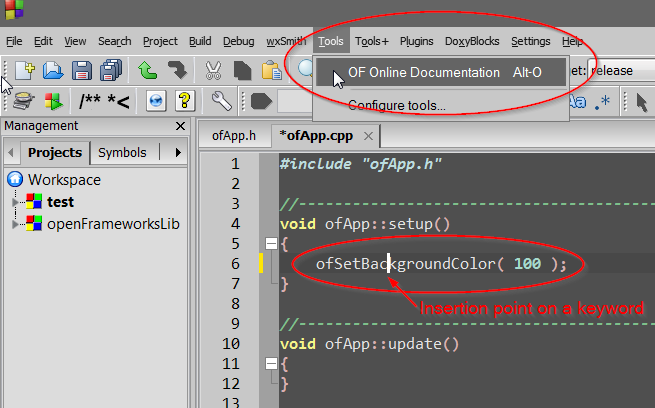 File Edit View Search Project Build Debug wxSmith Tools Tools+ Plugins DoxyBlocks Settings Help
OF Online Documentation Alt-O
et: release
Configure tools...
/** *<
Aa .*
Management
ofApp.h *ofApp.cpp
Projects Symbols
Workspace
test
openFrameworksLib
1 #include "ofApp.h"
2
3 //------------------------------------
4 void ofApp::setup()
5 {
6 ofSetBackgroundColor( 100 );
7 }
Insertion point on a keyword
8
9 //------------------------------------
10 void ofApp::update()
11 {
12 }
13